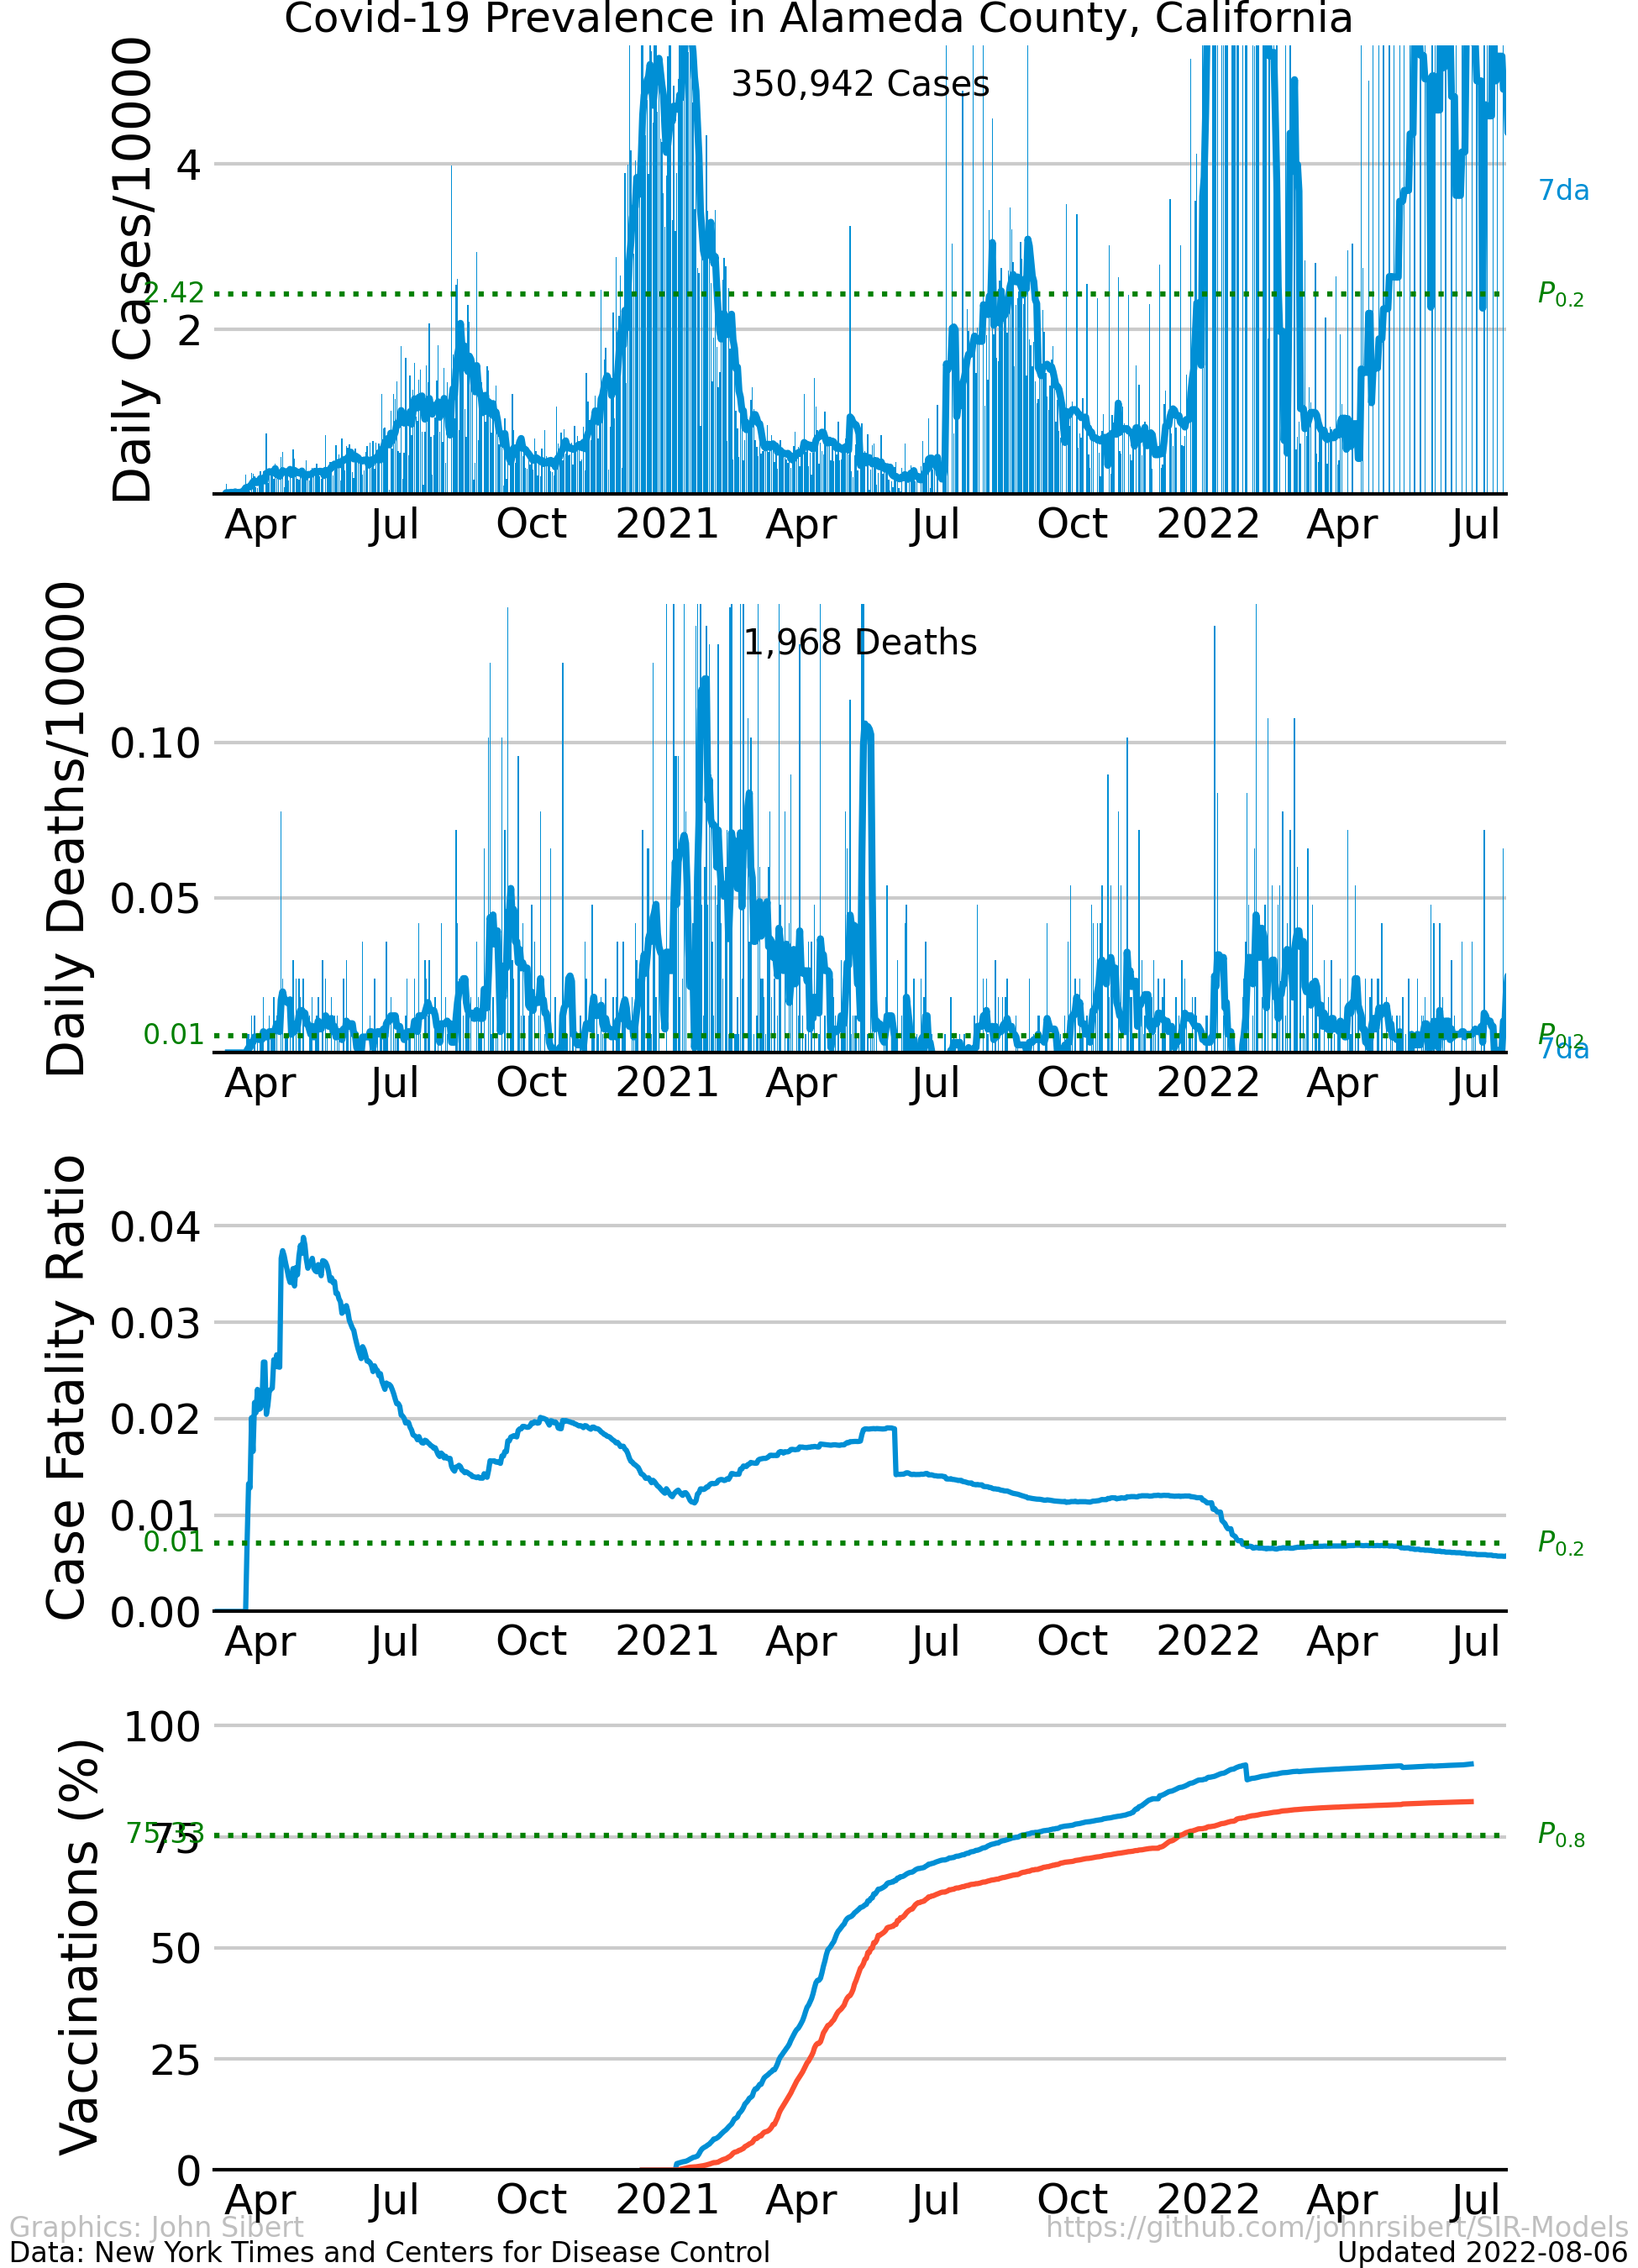 Covid-19 Prevalence in Alameda County, California
Daily Cases/10000
350,942 Cases
4
7da
2.42
P0.2
2
Apr Jul Oct 2021 Apr Jul Oct 2022 Apr Jul
Daily Deaths/10000
1,968 Deaths
0.10
0.05
0.01
P0.2
7da
Apr Jul Oct 2021 Apr Jul Oct 2022 Apr Jul
Case Fatality Ratio
0.04
0.03
0.02
0.01
0.01
P0.2
0.00
Apr Jul Oct 2021 Apr Jul Oct 2022 Apr Jul
Vaccinations (%)
100
75.33
P0.8
75
50
25
0
Apr Jul Oct 2021 Apr Jul Oct 2022 Apr Jul
Graphics: John Sibert https://github.com/johnrsibert/SIR-Models
Data: New York Times and Centers for Disease Control Updated 2022-08-06